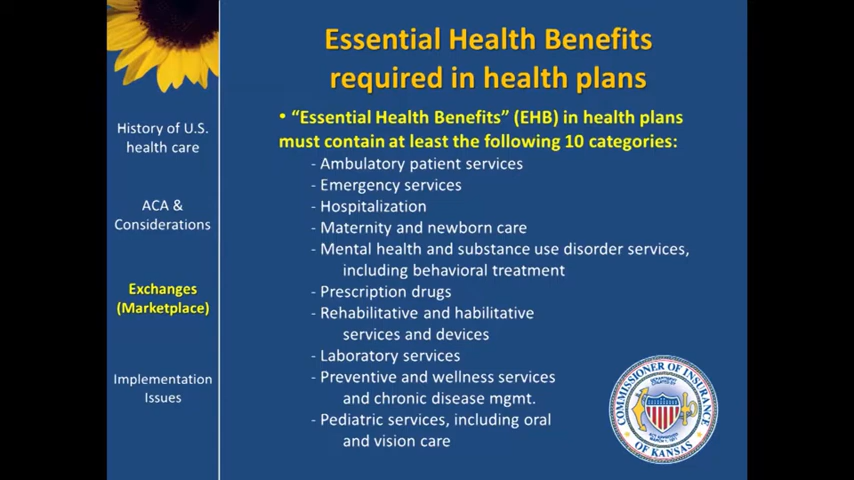 Essential Health Benefits
required in health plans
History of U.S.
health care
ACA &
Considerations
Exchanges
(Marketplace)
Implementation
Issues
• “Essential Health Benefits” (EHB) in health plans
must contain at least the following 10 categories:
- Ambulatory patient services
- Emergency services
- Hospitalization
- Maternity and newborn care
- Mental health and substance use disorder services,
including behavioral treatment
- Prescription drugs
- Rehabilitative and habilitative
services and devices
- Laboratory services
- Preventive and wellness services
and chronic disease mgmt.
- Pediatric services, including oral
and vision care
COMMISSIONER OF INSURANCE
OF KANSAS